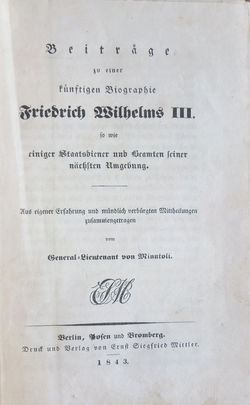 Beiträge
zu einer
künftigen Biographie
Friedrich Wilhelms III.
so wie
einiger Staatsdiener und Beamten seiner
nächsten Umgebung.
Aus eigener Erfahrung und mündlich verbürgten Mittheilungen
zusammengetragen
vom
General-Lieutenant von Minutoli.
ESM
Berlin, Posen und Bromberg.
Druck und Verlag von Ernst Siegfried Mittler.
1843.